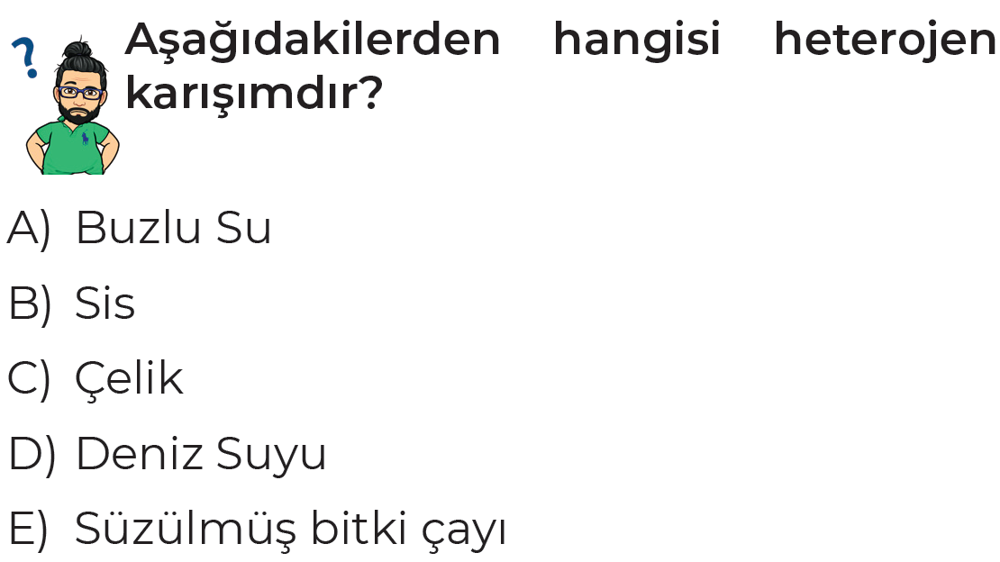 Aşağıdakilerden hangisi heterojen
karışımdır?
A) Buzlu Su
B) Sis
C) Çelik
D) Deniz Suyu
E) Süzülmüş bitki çayı